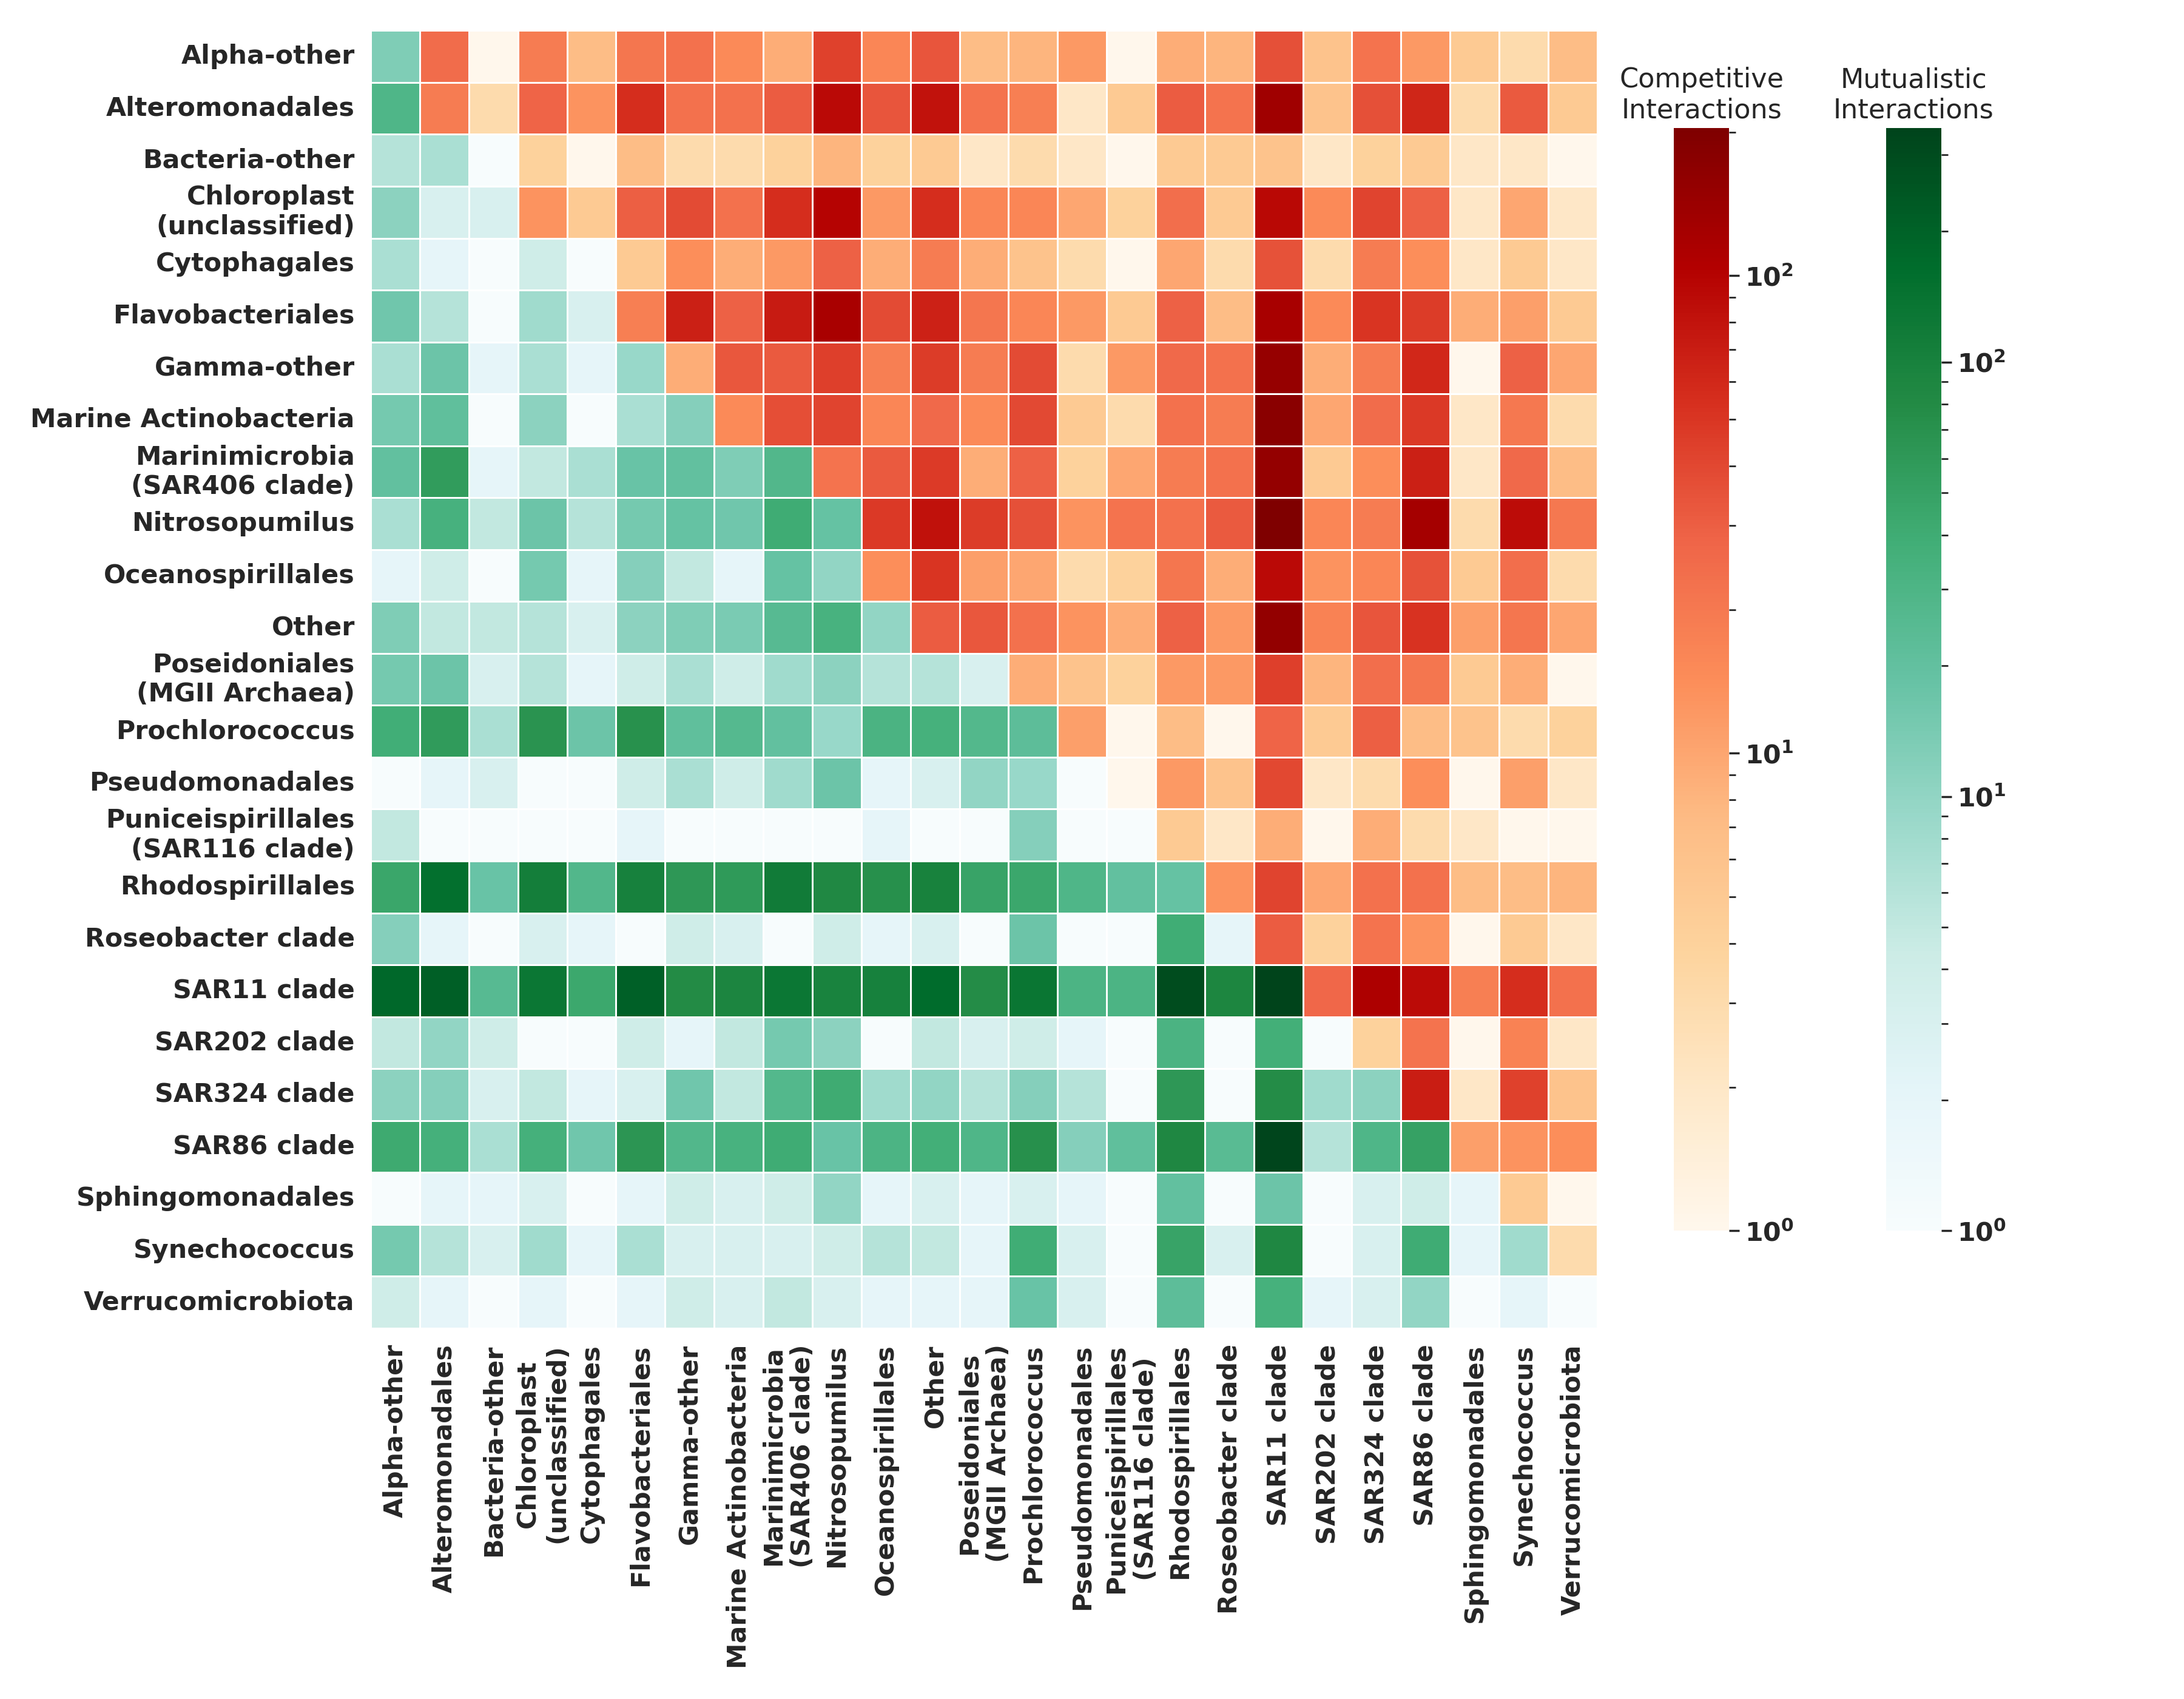 Alpha-other
Alteromonadales
Bacteria-other
Chloroplast
(unclassified)
Cytophagales
Flavobacteriales
Gamma-other
Marine Actinobacteria
Marinimicrobia
(SAR406 clade)
Nitrosopumilus
Oceanospirillales
Other
Poseidoniales
(MGII Archaea)
Prochlorococcus
Pseudomonadales
Puniceispirillales
(SAR116 clade)
Rhodospirillales
Roseobacter clade
SAR11 clade
SAR202 clade
SAR324 clade
SAR86 clade
Sphingomonadales
Synechococcus
Verrucomicrobiota
Alpha-other
Alteromonadales
Bacteria-other
Chloroplast
(unclassified)
Cytophagales
Flavobacteriales
Gamma-other
Marine Actinobacteria
Marinimicrobia
(SAR406 clade)
Nitrosopumilus
Oceanospirillales
Other
Poseidoniales
(MGII Archaea)
Prochlorococcus
Pseudomonadales
Puniceispirillales
(SAR116 clade)
Rhodospirillales
Roseobacter clade
SAR11 clade
SAR202 clade
SAR324 clade
SAR86 clade
Sphingomonadales
Synechococcus
Verrucomicrobiota
Competitive
Interactions
10²
10¹
10⁰
Mutualistic
Interactions
10²
10¹
10⁰